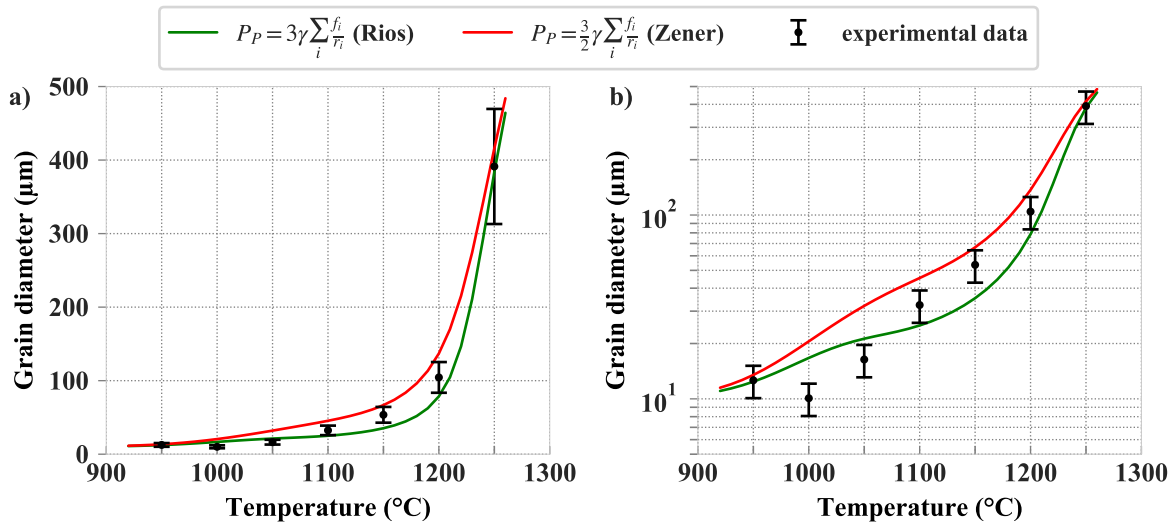 P_P = 3γ∑_i f_i/r_i (Rios)
P_P = 3/2 γ∑_i f_i/r_i (Zener)
experimental data
a)
500
400
300
200
100
0
Grain diameter (μm)
900 1000 1100 1200 1300
Temperature (°C)
b)
10²
10¹
Grain diameter (μm)
900 1000 1100 1200 1300
Temperature (°C)